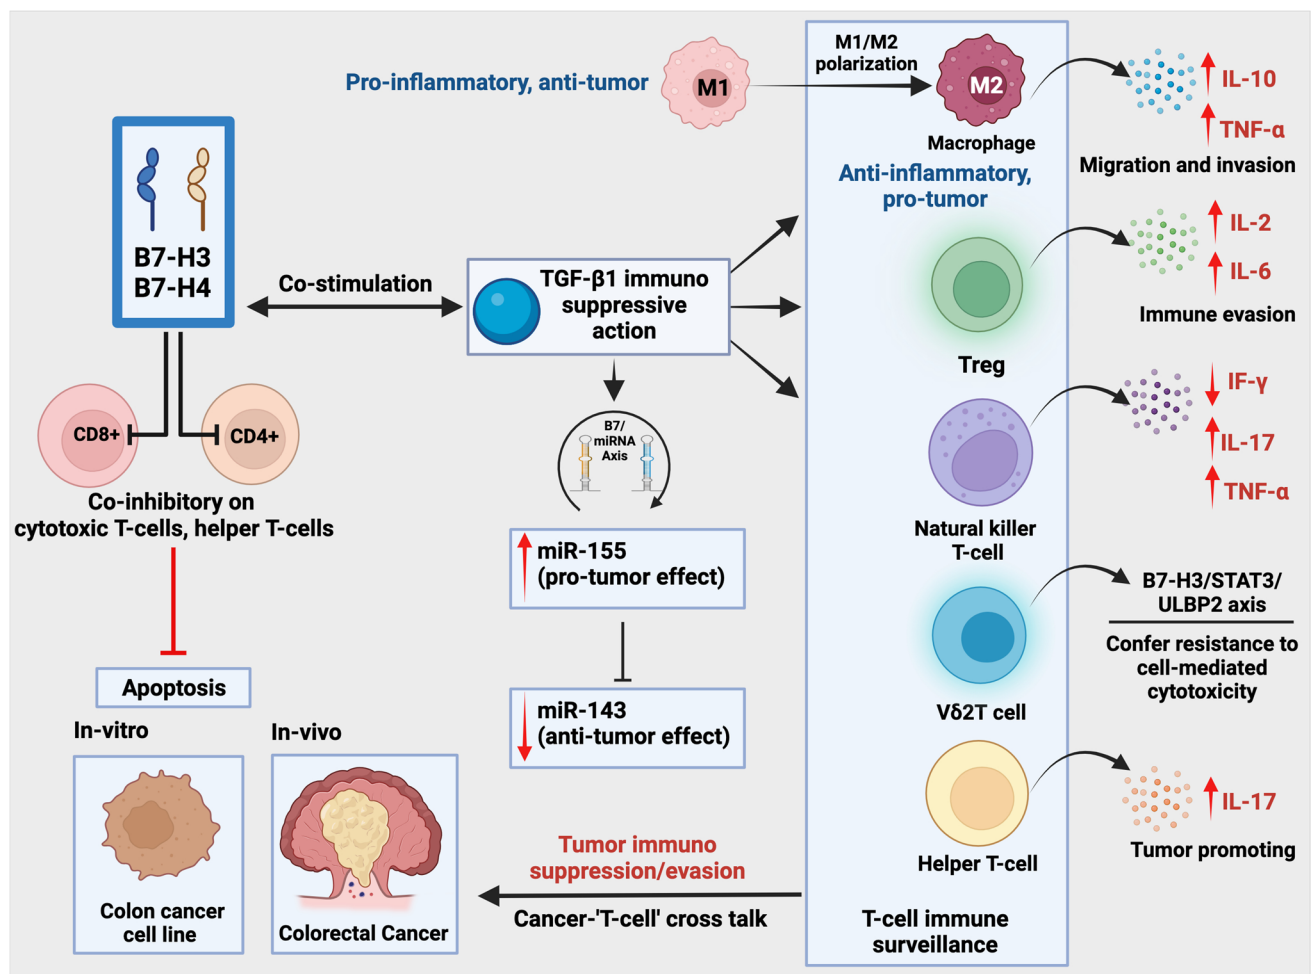 Pro-inflammatory, anti-tumor
M1
M1/M2
polarization
M2
Macrophage
Anti-inflammatory,
pro-tumor
IL-10
TNF-α
Migration and invasion
B7-H3
B7-H4
Co-stimulation
TGF-β1 immuno
suppressive
action
Treg
IL-2
IL-6
Immune evasion
CD8+
CD4+
Co-inhibitory on
cytotoxic T-cells, helper T-cells
B7/
miRNA
Axis
Natural killer
T-cell
IF-γ
IL-17
TNF-α
miR-155
(pro-tumor effect)
miR-143
(anti-tumor effect)
Vδ2T cell
B7-H3/STAT3/
ULBP2 axis
Confer resistance to
cell-mediated
cytotoxicity
Apoptosis
In-vitro
In-vivo
Colon cancer
cell line
Colorectal Cancer
Tumor immuno
suppression/evasion
Cancer-'T-cell' cross talk
Helper T-cell
IL-17
Tumor promoting
T-cell immune
surveillance